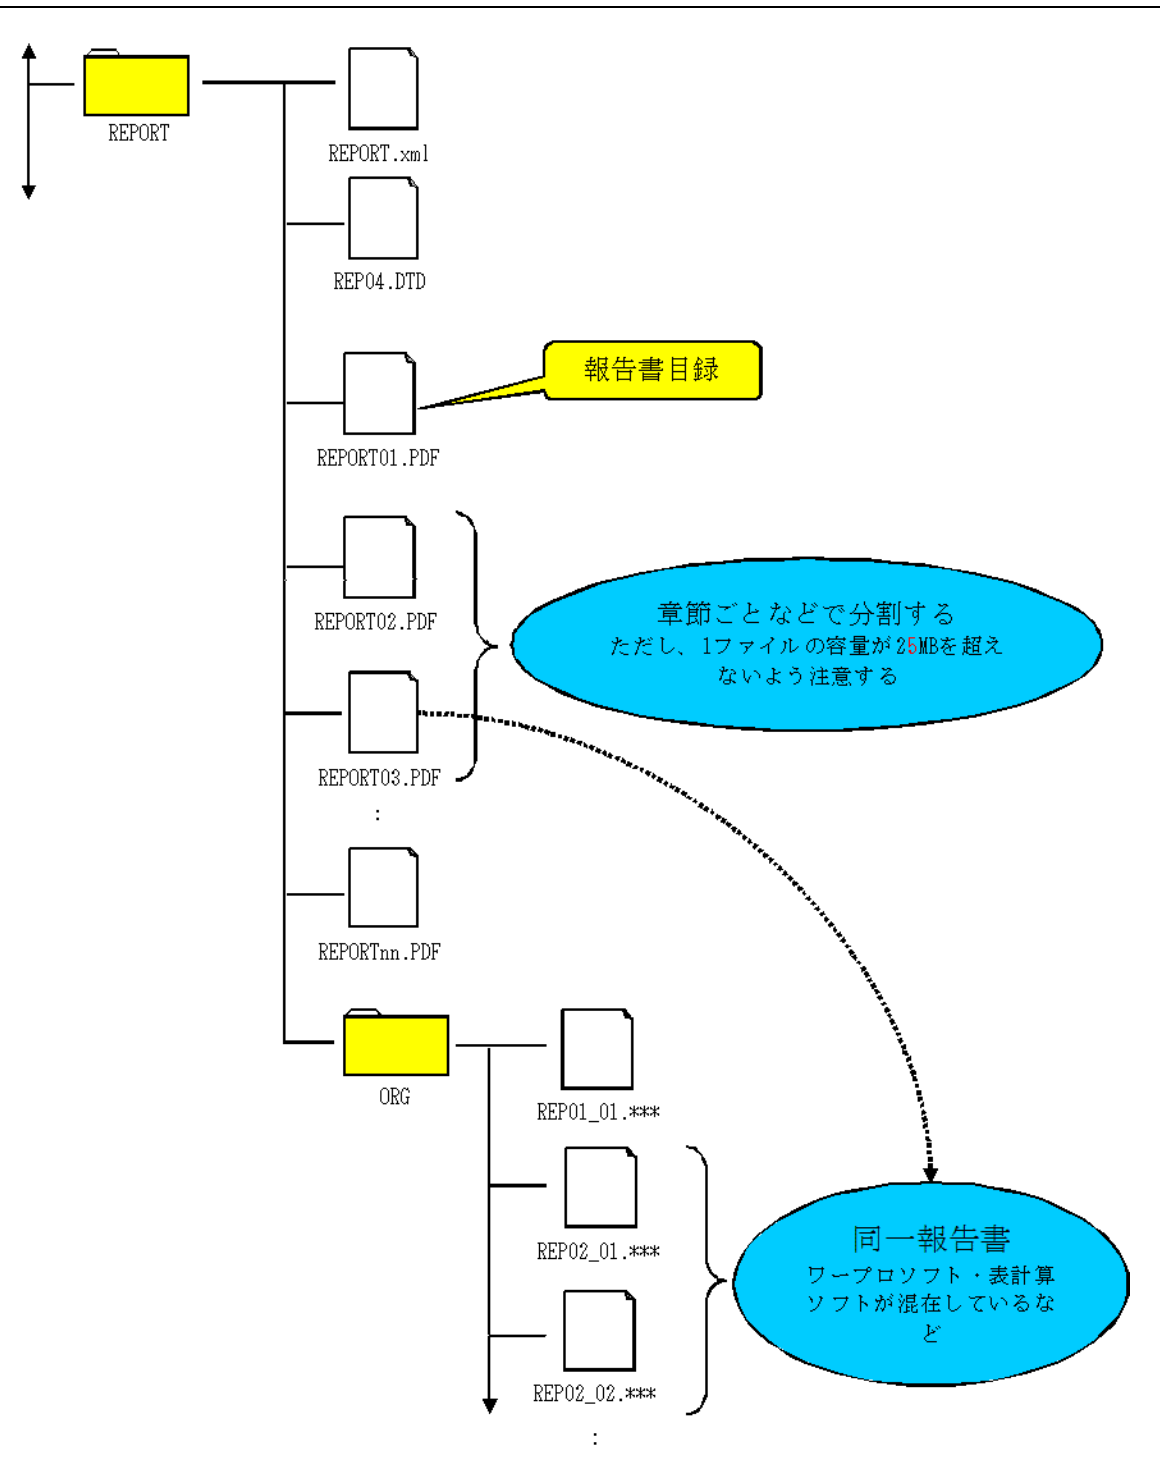 REPORT
REPORT.xml
REP04.DTD
報告書目録
REPORT01.PDF
REPORT02.PDF
章節ごとなどで分割する
ただし、1ファイルの容量が25MBを超え
ないよう注意する
REPORT03.PDF
:
REPORTnn.PDF
ORG
REP01_01.***
REP02_01.***
同一報告書
ワープロソフト・表計算
ソフトが混在しているな
ど
REP02_02.***
: